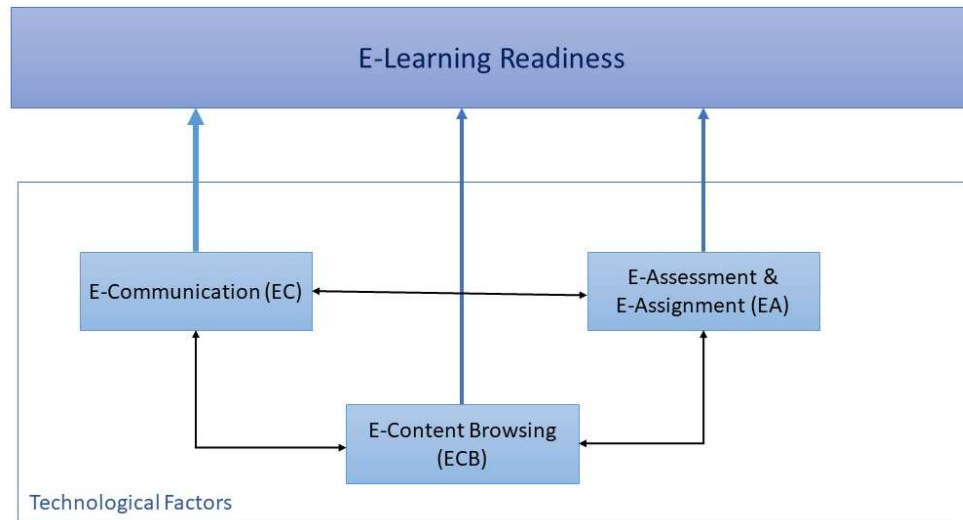 E-Learning Readiness
E-Communication (EC)
E-Assessment &
E-Assignment (EA)
E-Content Browsing
(ECB)
Technological Factors